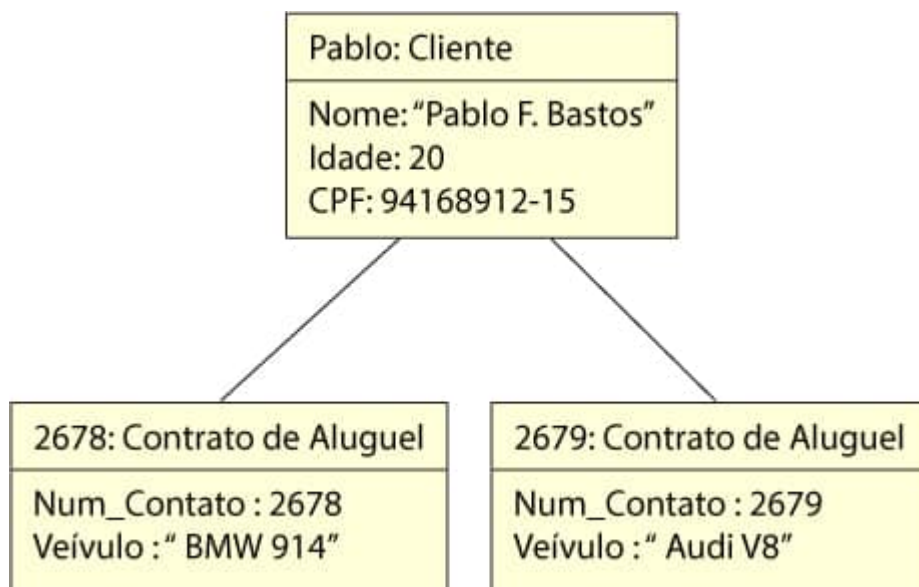 Pablo: Cliente
Nome: “Pablo F. Bastos”
Idade: 20
CPF: 94168912-15
2678: Contrato de Aluguel
Num_Contato : 2678
Veívulo : “ BMW 914”
2679: Contrato de Aluguel
Num_Contato : 2679
Veívulo : “ Audi V8”